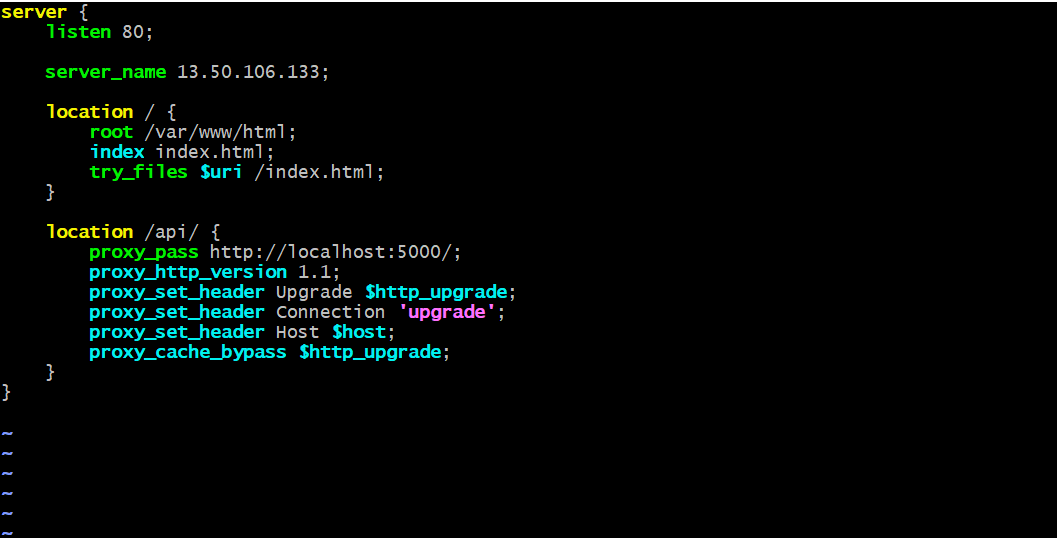 server {
    listen 80;

    server_name 13.50.106.133;

    location / {
        root /var/www/html;
        index index.html;
        try_files $uri /index.html;
    }

    location /api/ {
        proxy_pass http://localhost:5000/;
        proxy_http_version 1.1;
        proxy_set_header Upgrade $http_upgrade;
        proxy_set_header Connection 'upgrade';
        proxy_set_header Host $host;
        proxy_cache_bypass $http_upgrade;
    }
}

~
~
~
~
~
~